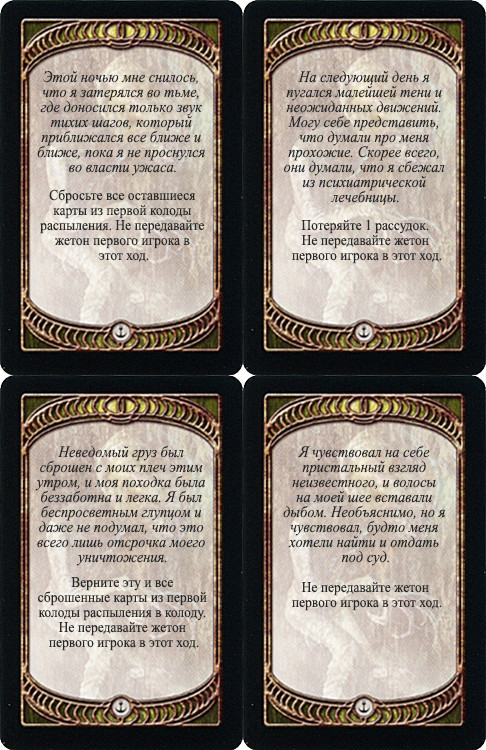 Этой ночью мне снилось,
что я затерялся во тьме,
где доносился только звук
тихих шагов, который
приближался все ближе и
ближе, пока я не проснулся
во власти ужаса.
Сбросьте все оставшиеся
карты из первой колоды
распыления. Не передавайте
жетон первого игрока в
этот ход.
На следующий день я
пугался малейшей тени и
неожиданных движений.
Могу себе представить,
что думали про меня
прохожие. Скорее всего,
они думали, что я сбежал
из психиатрической
лечебницы.
Потеряйте 1 рассудок.
Не передавайте жетон
первого игрока в этот ход.
Неведомый груз был
сброшен с моих плеч этим
утром, и моя походка была
беззаботна и легка. Я был
беспросветным глупцом и
даже не подумал, что это
всего лишь отсрочка моего
уничтожения.
Верните эту и все
сброшенные карты из первой
колоды распыления в колоду.
Не передавайте жетон
первого игрока в этот ход.
Я чувствовал на себе
пристальный взгляд
неизвестного, и волосы
на моей шее вставали
дыбом. Необъяснимо, но я
чувствовал, будто меня
хотели найти и отдать
под суд.
Не передавайте жетон
первого игрока в этот ход.